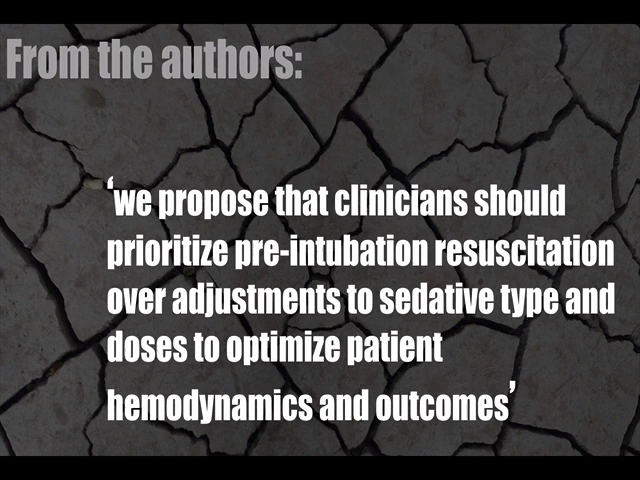 From the authors:
‘we propose that clinicians should
prioritize pre-intubation resuscitation
over adjustments to sedative type and
doses to optimize patient
hemodynamics and outcomes’